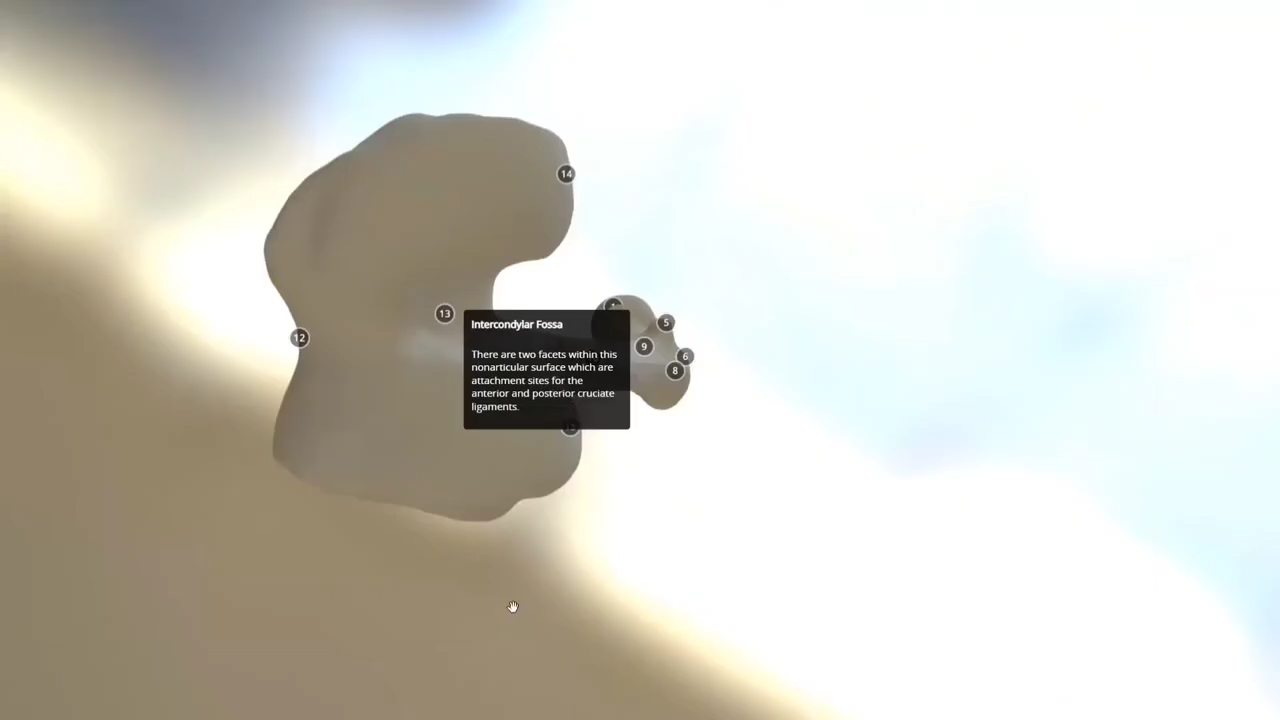 14
13
12
Intercondylar Fossa
There are two facets within this
nonarticular surface which are
attachment sites for the
anterior and posterior cruciate
ligaments.
5
9
6
8